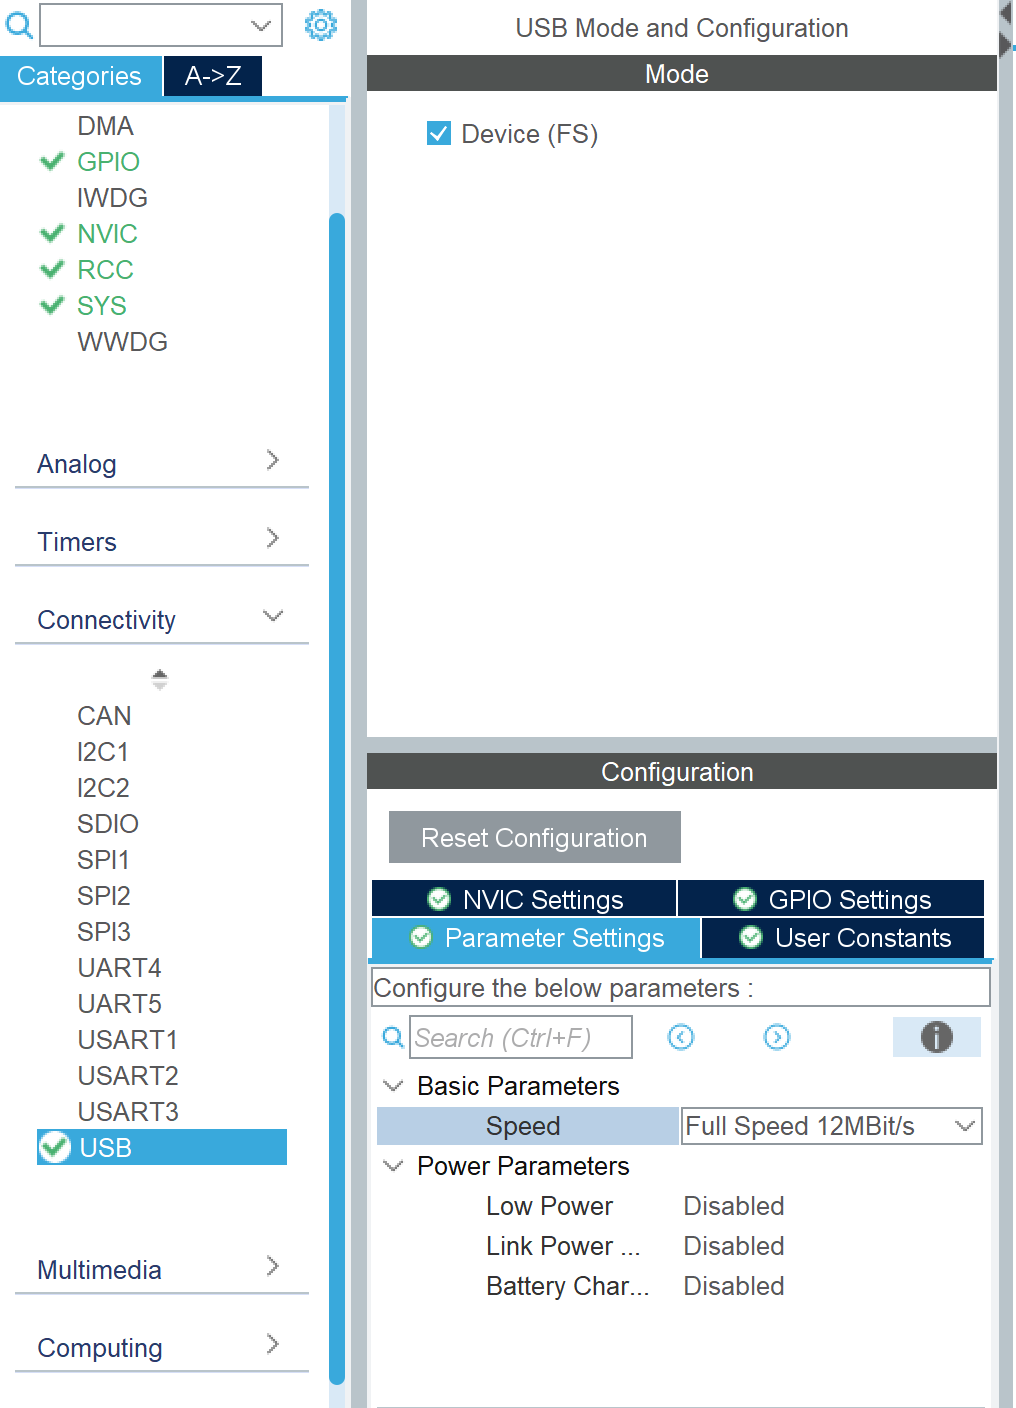 Categories
A->Z
DMA
GPIO
IWDG
NVIC
RCC
SYS
WWDG
Analog
Timers
Connectivity
CAN
I2C1
I2C2
SDIO
SPI1
SPI2
SPI3
UART4
UART5
USART1
USART2
USART3
USB
Multimedia
Computing
USB Mode and Configuration
Mode
Device (FS)
Configuration
Reset Configuration
NVIC Settings
GPIO Settings
Parameter Settings
User Constants
Configure the below parameters :
Search (Ctrl+F)
Basic Parameters
Speed Full Speed 12MBit/s
Power Parameters
Low Power Disabled
Link Power ... Disabled
Battery Char... Disabled